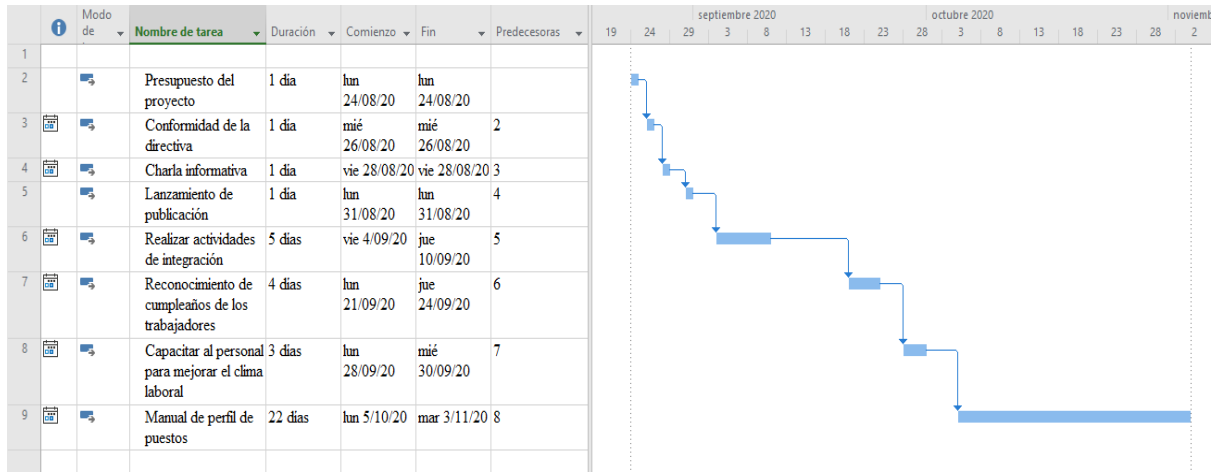 Modo
de
Nombre de tarea
Duración
Comienzo
Fin
Predecesoras
septiembre 2020
octubre 2020
noviemb
19 24 29 3 8 13 18 23 28 3 8 13 18 23 28 2
1
2 Presupuesto del 1 día lun lun
proyecto 24/08/20 24/08/20
3 Conformidad de la 1 día mié mié 2
directiva 26/08/20 26/08/20
4 Charla informativa 1 día vie 28/08/20 vie 28/08/20 3
5 Lanzamiento de 1 día lun lun 4
publicación 31/08/20 31/08/20
6 Realizar actividades 5 días vie 4/09/20 jue 5
de integración 10/09/20
7 Reconocimiento de 4 días lun jue 6
cumpleaños de los 21/09/20 24/09/20
trabajadores
8 Capacitar al personal 3 días lun mié 7
para mejorar el clima 28/09/20 30/09/20
laboral
9 Manual de perfil de 22 días lun 5/10/20 mar 3/11/20 8
puestos